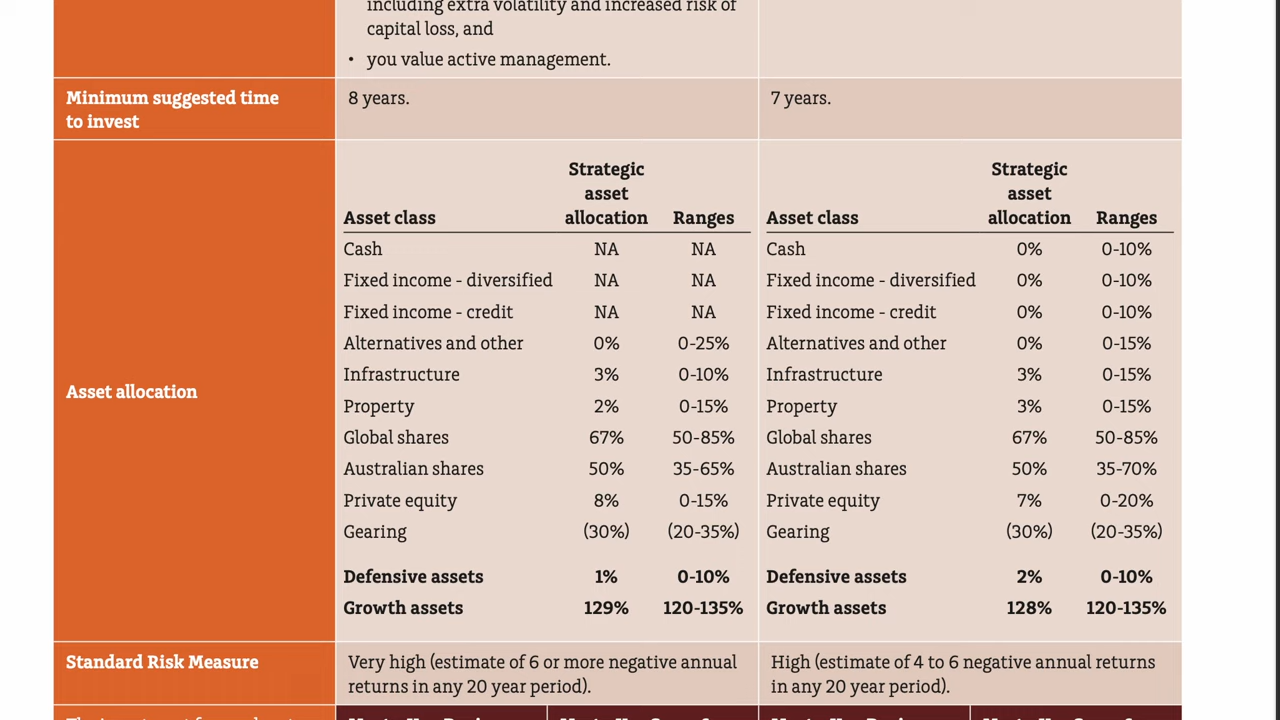 including extra volatility and increased risk of
capital loss, and
• you value active management.
Minimum suggested time
to invest
8 years.
7 years.
Asset allocation
Strategic
asset
Asset class allocation Ranges
Cash NA NA
Fixed income - diversified NA NA
Fixed income - credit NA NA
Alternatives and other 0% 0-25%
Infrastructure 3% 0-10%
Property 2% 0-15%
Global shares 67% 50-85%
Australian shares 50% 35-65%
Private equity 8% 0-15%
Gearing (30%) (20-35%)
Defensive assets 1% 0-10%
Growth assets 129% 120-135%
Strategic
asset
Asset class allocation Ranges
Cash 0% 0-10%
Fixed income - diversified 0% 0-10%
Fixed income - credit 0% 0-10%
Alternatives and other 0% 0-15%
Infrastructure 3% 0-15%
Property 3% 0-15%
Global shares 67% 50-85%
Australian shares 50% 35-70%
Private equity 7% 0-20%
Gearing (30%) (20-35%)
Defensive assets 2% 0-10%
Growth assets 128% 120-135%
Standard Risk Measure
Very high (estimate of 6 or more negative annual
returns in any 20 year period).
High (estimate of 4 to 6 negative annual returns
in any 20 year period).